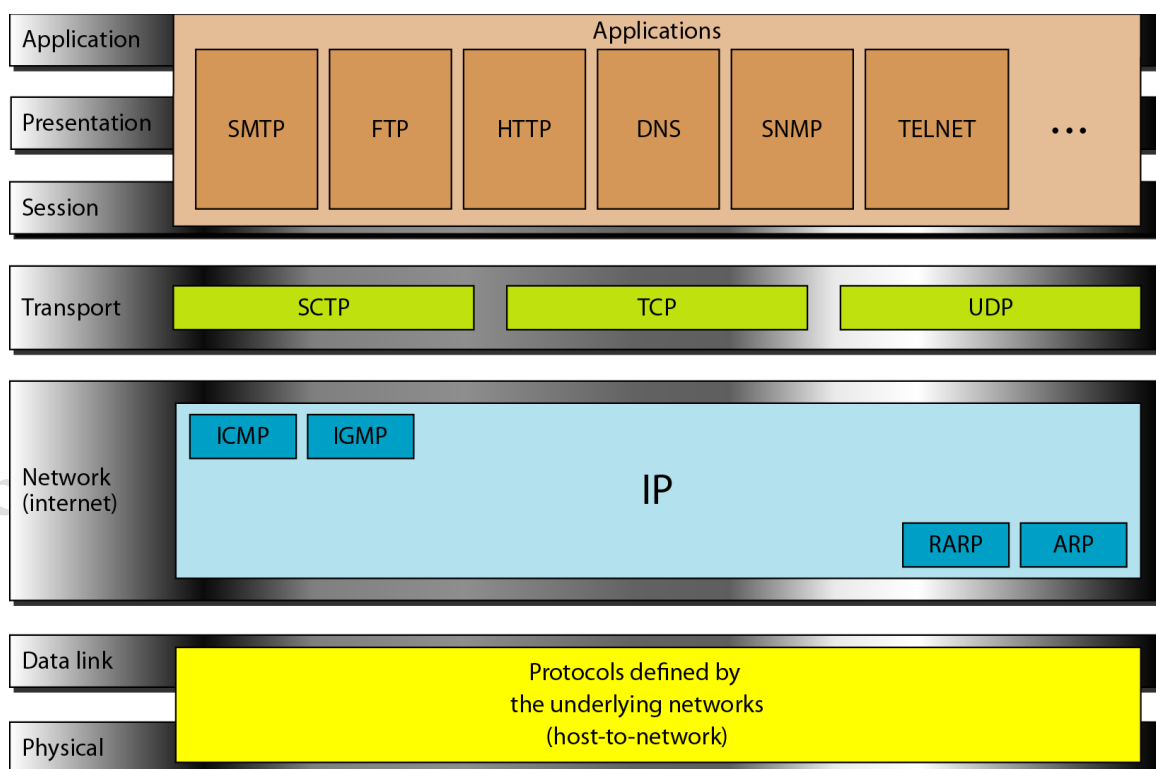 Application
Applications
Presentation
SMTP
FTP
HTTP
DNS
SNMP
TELNET
...
Session
Transport
SCTP
TCP
UDP
Network
(internet)
ICMP
IGMP
IP
RARP
ARP
Data link
Physical
Protocols defined by
the underlying networks
(host-to-network)